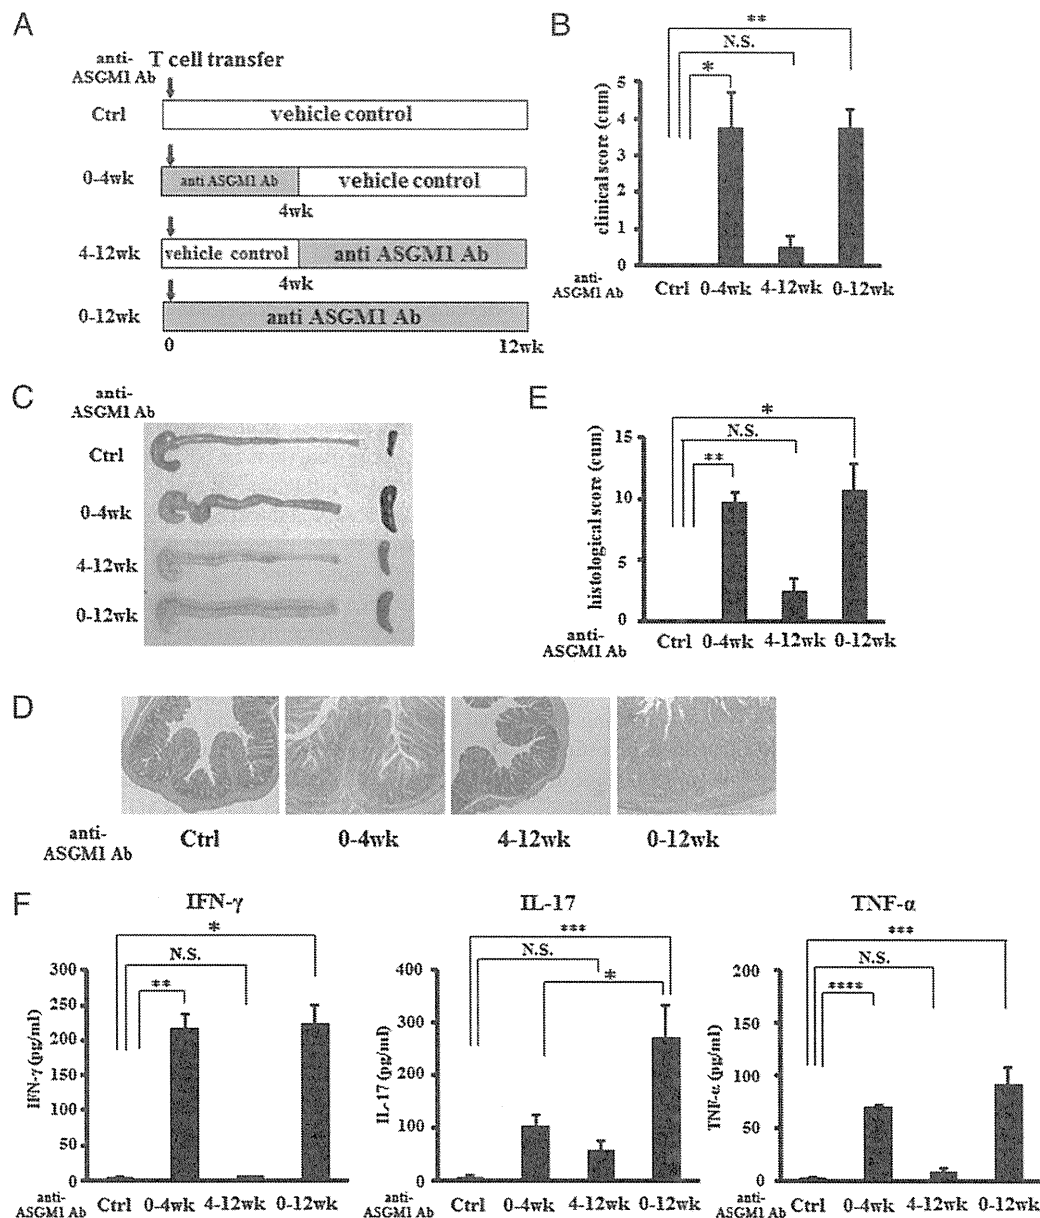 A
anti-
ASGM1 Ab
T cell transfer
Ctrl
vehicle control
0-4wk
anti ASGM1 Ab
vehicle control
4wk
4-12wk
vehicle control
anti ASGM1 Ab
4wk
0-12wk
anti ASGM1 Ab
0
12wk
B
**
N.S.
*
clinical score (cum)
5
4
3
2
1
0
anti-
ASGM1 Ab
Ctrl 0-4wk 4-12wk 0-12wk
C
anti-
ASGM1 Ab
Ctrl
0-4wk
4-12wk
0-12wk
E
*
N.S.
**
histological score (cum)
15
10
5
0
anti-
ASGM1 Ab
Ctrl 0-4wk 4-12wk 0-12wk
D
anti-
ASGM1 Ab
Ctrl
0-4wk
4-12wk
0-12wk
F
IFN-γ
*
N.S.
**
IFN-γ (pg/ml)
300
250
200
150
100
50
0
anti-
ASGM1 Ab
Ctrl 0-4wk 4-12wk 0-12wk
IL-17
***
N.S.
*
IL-17 (pg/ml)
400
300
200
100
0
anti-
ASGM1 Ab
Ctrl 0-4wk 4-12wk 0-12wk
TNF-α
***
N.S.
****
TNF-α (pg/ml)
200
150
100
50
0
anti-
ASGM1 Ab
Ctrl 0-4wk 4-12wk 0-12wk